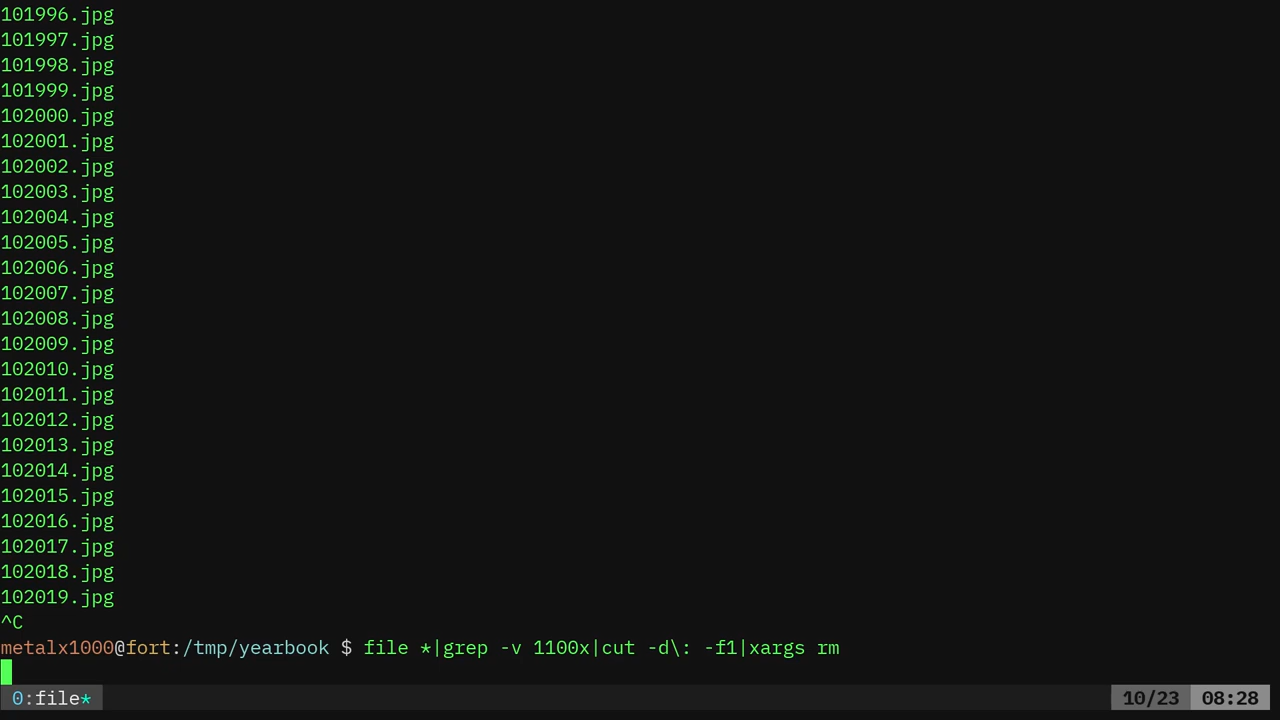 101996.jpg
101997.jpg
101998.jpg
101999.jpg
102000.jpg
102001.jpg
102002.jpg
102003.jpg
102004.jpg
102005.jpg
102006.jpg
102007.jpg
102008.jpg
102009.jpg
102010.jpg
102011.jpg
102012.jpg
102013.jpg
102014.jpg
102015.jpg
102016.jpg
102017.jpg
102018.jpg
102019.jpg
^C
metalx1000@fort:/tmp/yearbook $ file *|grep -v 1100x|cut -d\: -f1|xargs rm
0:file* 10/23 08:28